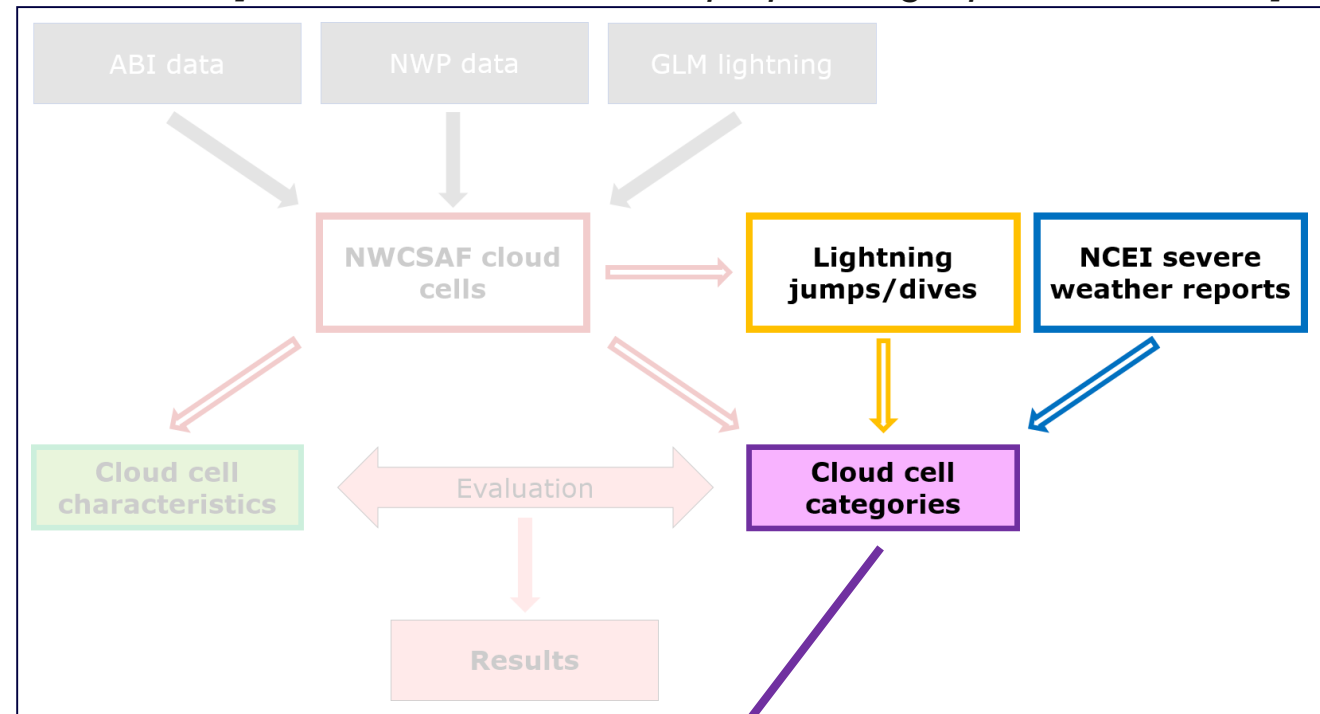 ABI data
NWP data
GLM lightning
NWCSAF cloud
cells
Lightning
jumps/dives
NCEI severe
weather reports
Cloud cell
characteristics
Evaluation
Cloud cell
categories
Results